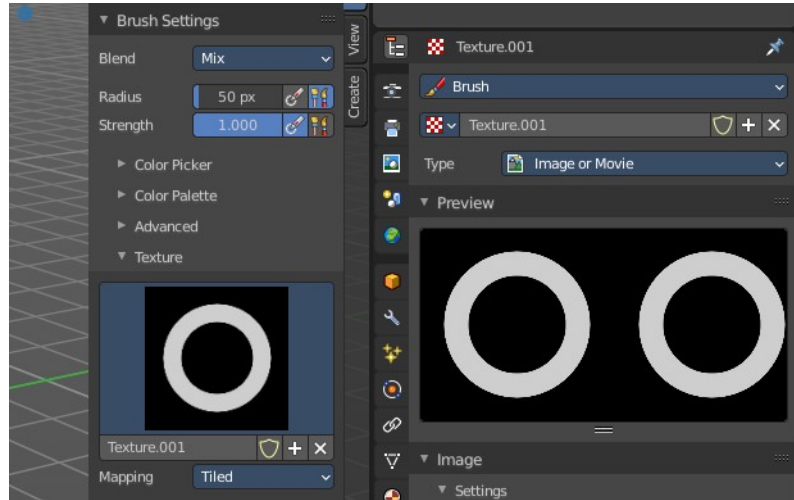 Brush Settings
Blend
Mix
Radius
50 px
Strength
1.000
Color Picker
Color Palette
Advanced
Texture
Texture.001
Mapping
Tiled
View
Create
Texture.001
Brush
Texture.001
Type
Image or Movie
Preview
Image
Settings